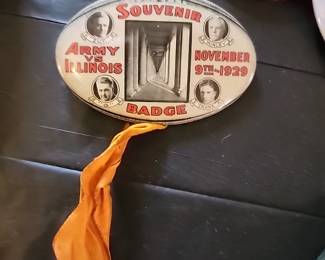 SOUVENIR
ARMY
VS
ILLINOIS
NOVEMBER
9TH-1929
BADGE